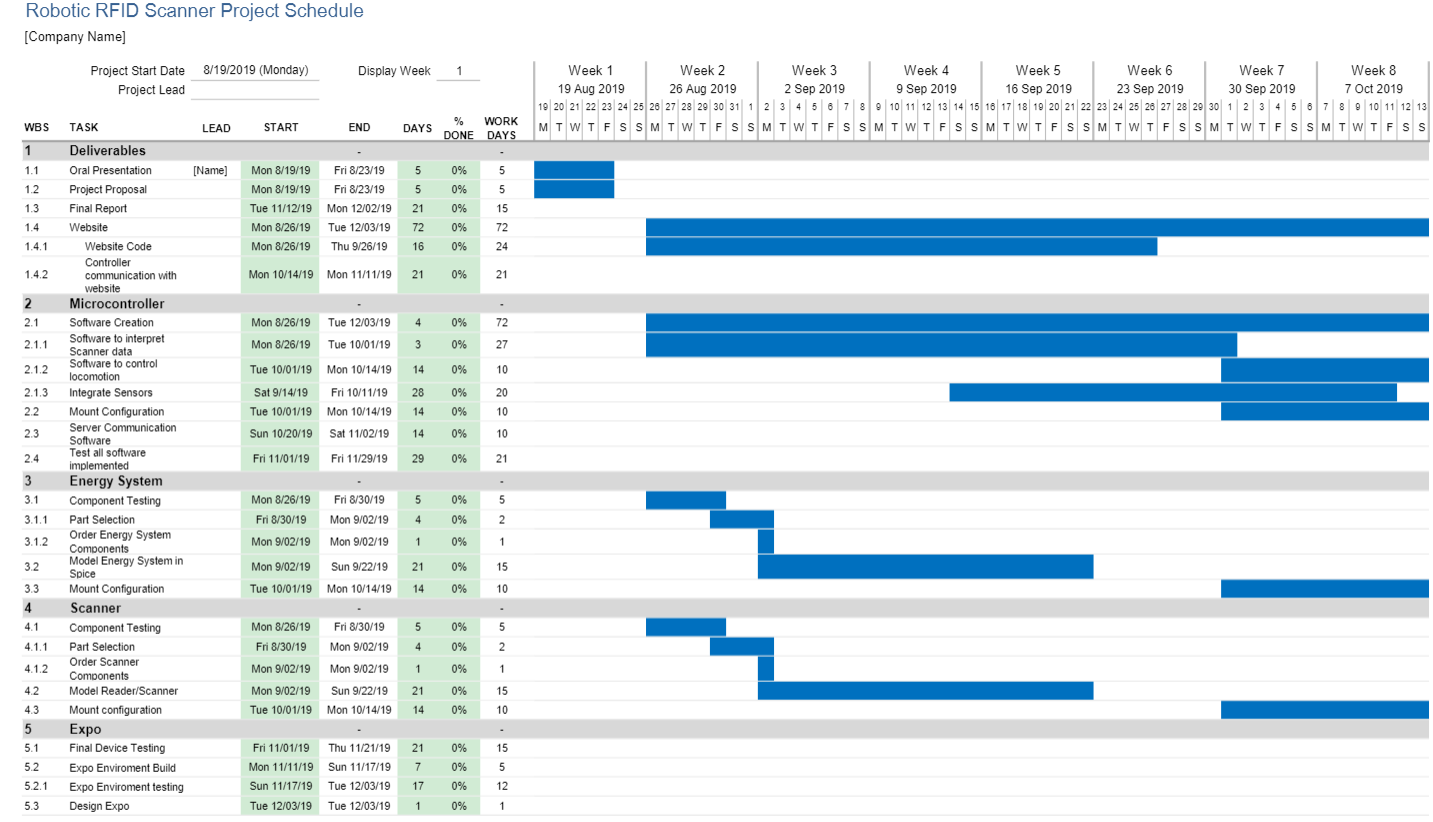 Robotic RFID Scanner Project Schedule
[Company Name]
Project Start Date 8/19/2019 (Monday) Display Week 1 Week 1 Week 2 Week 3 Week 4 Week 5 Week 6 Week 7 Week 8
Project Lead 19 Aug 2019 26 Aug 2019 2 Sep 2019 9 Sep 2019 16 Sep 2019 23 Sep 2019 30 Sep 2019 7 Oct 2019
19 20 21 22 23 24 25 26 27 28 29 30 31 1 2 3 4 5 6 7 8 9 10 11 12 13 14 15 16 17 18 19 20 21 22 23 24 25 26 27 28 29 30 1 2 3 4 5 6 7 8 9 10 11 12 13
WBS TASK LEAD START END DAYS % DONE WORK DAYS M T W T F S S M T W T F S S M T W T F S S M T W T F S S M T W T F S S M T W T F S S M T W T F S S M T W T F S S
1 Deliverables - -
1.1 Oral Presentation [Name] Mon 8/19/19 Fri 8/23/19 5 0% 5
1.2 Project Proposal Mon 8/19/19 Fri 8/23/19 5 0% 5
1.3 Final Report Tue 11/12/19 Mon 12/02/19 21 0% 15
1.4 Website Mon 8/26/19 Tue 12/03/19 72 0% 72
1.4.1 Website Code Mon 8/26/19 Thu 9/26/19 16 0% 24
Controller
1.4.2 communication with Mon 10/14/19 Mon 11/11/19 21 0% 21
website
2 Microcontroller - -
2.1 Software Creation Mon 8/26/19 Tue 12/03/19 4 0% 72
Software to interpret
2.1.1 Scanner data Mon 8/26/19 Tue 10/01/19 3 0% 27
Software to control
2.1.2 locomotion Tue 10/01/19 Mon 10/14/19 14 0% 10
2.1.3 Integrate Sensors Sat 9/14/19 Fri 10/11/19 28 0% 20
2.2 Mount Configuration Tue 10/01/19 Mon 10/14/19 14 0% 10
Server Communication
2.3 Software Sun 10/20/19 Sat 11/02/19 14 0% 10
Test all software
2.4 implemented Fri 11/01/19 Fri 11/29/19 29 0% 21
3 Energy System - -
3.1 Component Testing Mon 8/26/19 Fri 8/30/19 5 0% 5
3.1.1 Part Selection Fri 8/30/19 Mon 9/02/19 4 0% 2
Order Energy System
3.1.2 Components Mon 9/02/19 Mon 9/02/19 1 0% 1
Model Energy System in
3.2 Spice Mon 9/02/19 Sun 9/22/19 21 0% 15
3.3 Mount Configuration Tue 10/01/19 Mon 10/14/19 14 0% 10
4 Scanner - -
4.1 Component Testing Mon 8/26/19 Fri 8/30/19 5 0% 5
4.1.1 Part Selection Fri 8/30/19 Mon 9/02/19 4 0% 2
Order Scanner
4.1.2 Components Mon 9/02/19 Mon 9/02/19 1 0% 1
4.2 Model Reader/Scanner Mon 9/02/19 Sun 9/22/19 21 0% 15
4.3 Mount configuration Tue 10/01/19 Mon 10/14/19 14 0% 10
5 Expo - -
5.1 Final Device Testing Fri 11/01/19 Thu 11/21/19 21 0% 15
5.2 Expo Enviroment Build Mon 11/11/19 Sun 11/17/19 7 0% 5
5.2.1 Expo Enviroment testing Sun 11/17/19 Tue 12/03/19 17 0% 12
5.3 Design Expo Tue 12/03/19 Tue 12/03/19 1 0% 1